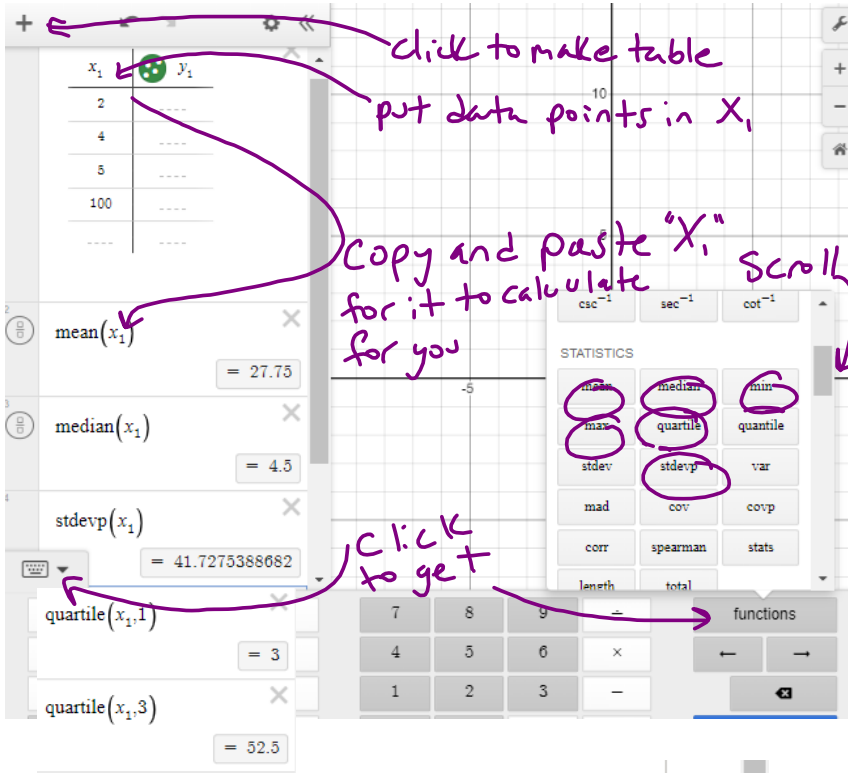 +
click to make table
x₁ y₁
put data points in X₁
2
4
5
100
10
5
-5
copy and paste "X₁"
for it to calculate
for you
Scroll
2
mean(x₁)
= 27.75
3
median(x₁)
= 4.5
4
stdevp(x₁)
= 41.7275388682
csc⁻¹ sec⁻¹ cot⁻¹
STATISTICS
mean median min
max quartile quantile
stdev stdevp var
mad cov covp
corr spearman stats
length total
click
to get
quartile(x₁,1)
= 3
quartile(x₁,3)
= 52.5
7 8 9 ÷
4 5 6 ×
1 2 3 −
functions
← →